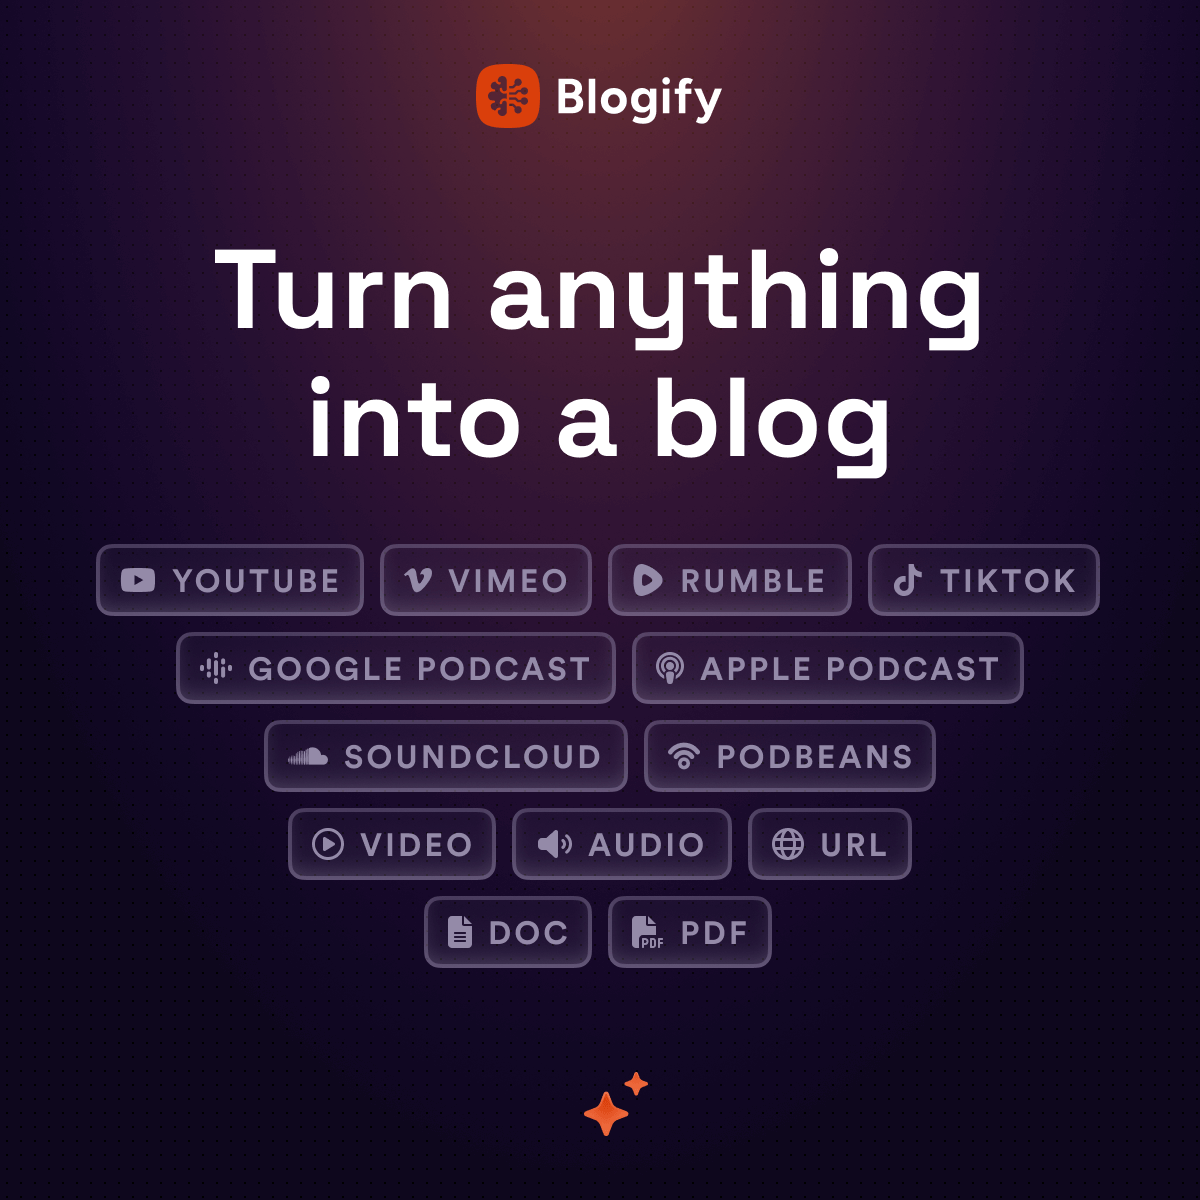 Blogify
Turn anything
into a blog
YOUTUBE VIMEO RUMBLE TIKTOK
GOOGLE PODCAST APPLE PODCAST
SOUNDCLOUD PODBEANS
VIDEO AUDIO URL
DOC PDF PDF